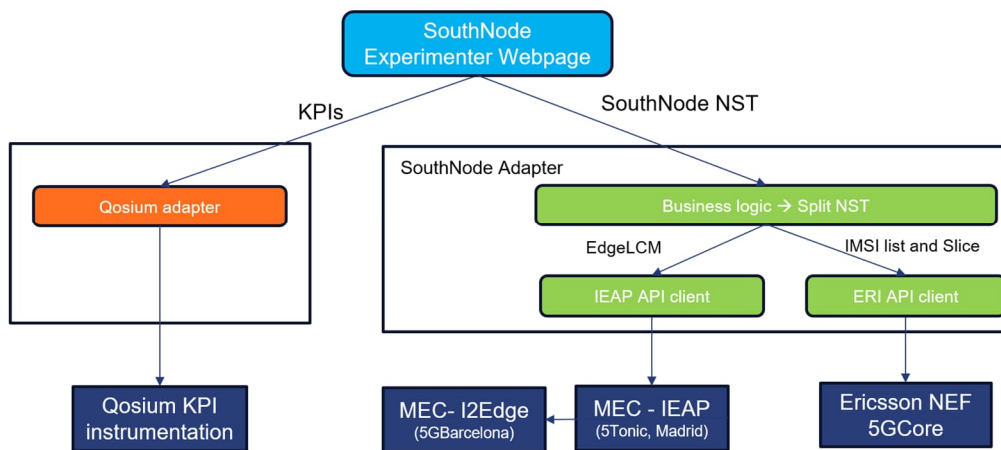 SouthNode
Experimenter Webpage
KPIs
SouthNode NST
SouthNode Adapter
Qosium adapter
Business logic → Split NST
EdgeLCM
IMSI list and Slice
IEAP API client
ERI API client
Qosium KPI
instrumentation
MEC- I2Edge
(5GBarcelona)
MEC - IEAP
(5Tonic, Madrid)
Ericsson NEF
5GCore